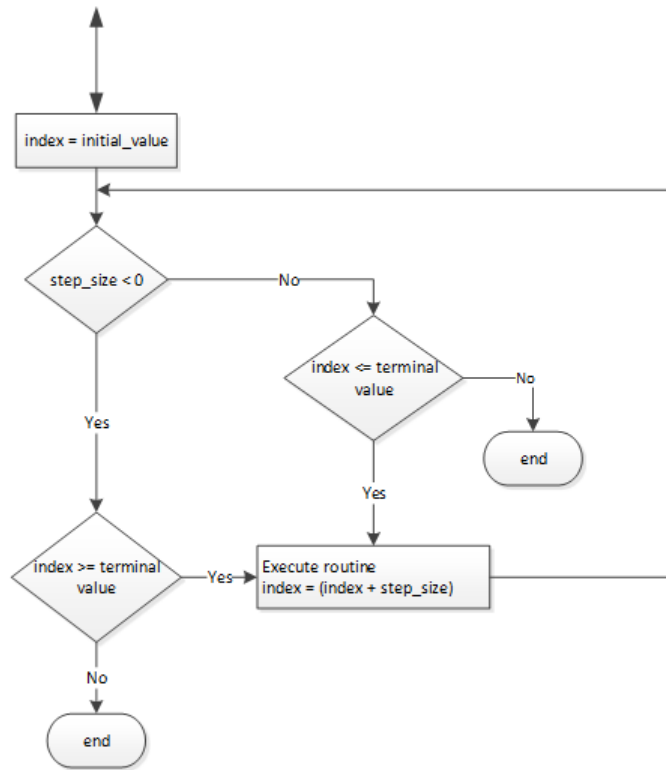 index = initial_value
step_size < 0
No
index <= terminal
value
No
end
Yes
Yes
index >= terminal
value
Yes
Execute routine
index = (index + step_size)
No
end